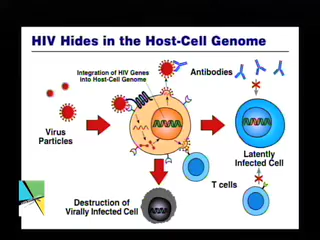 HIV Hides in the Host-Cell Genome
Integration of HIV Genes
into Host-Cell Genome
Antibodies
Virus
Particles
Latently
Infected Cell
T cells
Destruction of
Virally Infected Cell